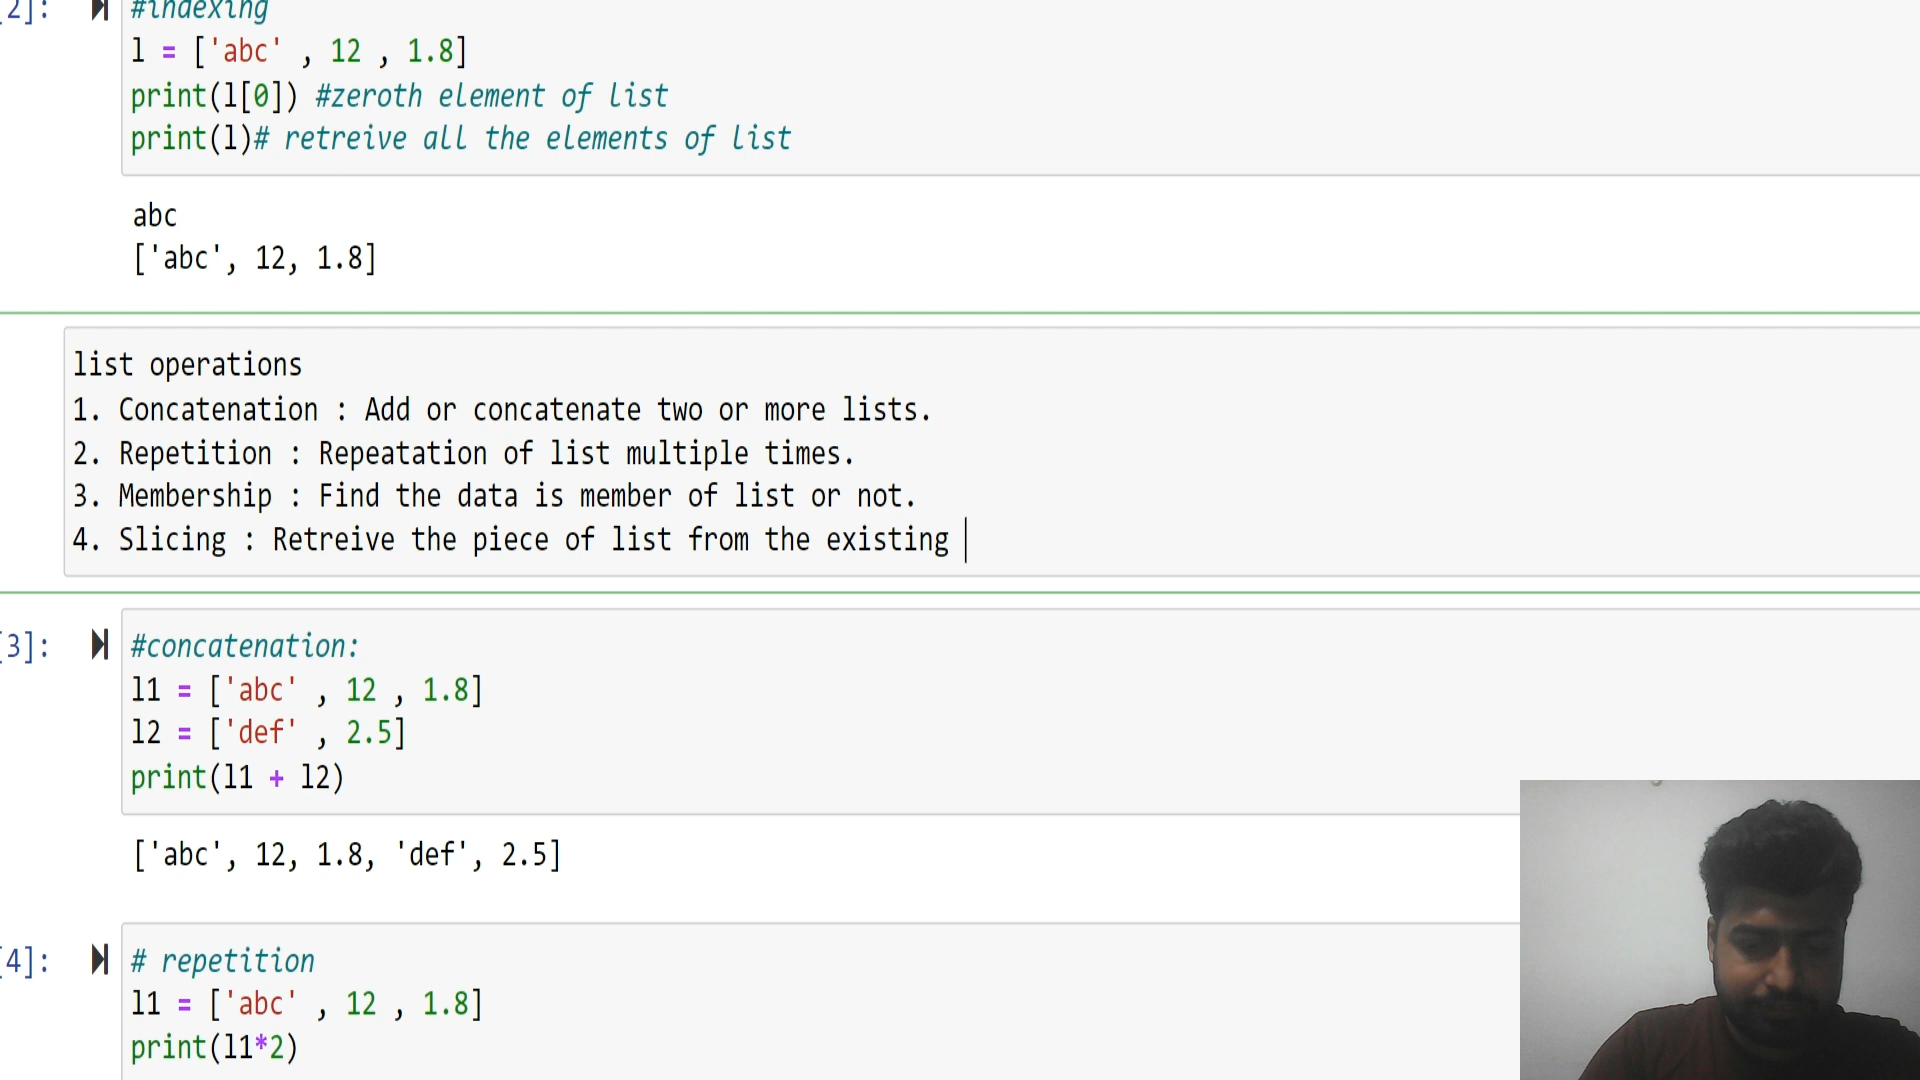 [2]: #indexing
l = ['abc' , 12 , 1.8]
print(l[0]) #zeroth element of list
print(l)# retreive all the elements of list
abc
['abc', 12, 1.8]
list operations
1. Concatenation : Add or concatenate two or more lists.
2. Repetition : Repeatation of list multiple times.
3. Membership : Find the data is member of list or not.
4. Slicing : Retreive the piece of list from the existing
[3]: #concatenation:
l1 = ['abc' , 12 , 1.8]
l2 = ['def' , 2.5]
print(l1 + l2)
['abc', 12, 1.8, 'def', 2.5]
[4]: # repetition
l1 = ['abc' , 12 , 1.8]
print(l1*2)